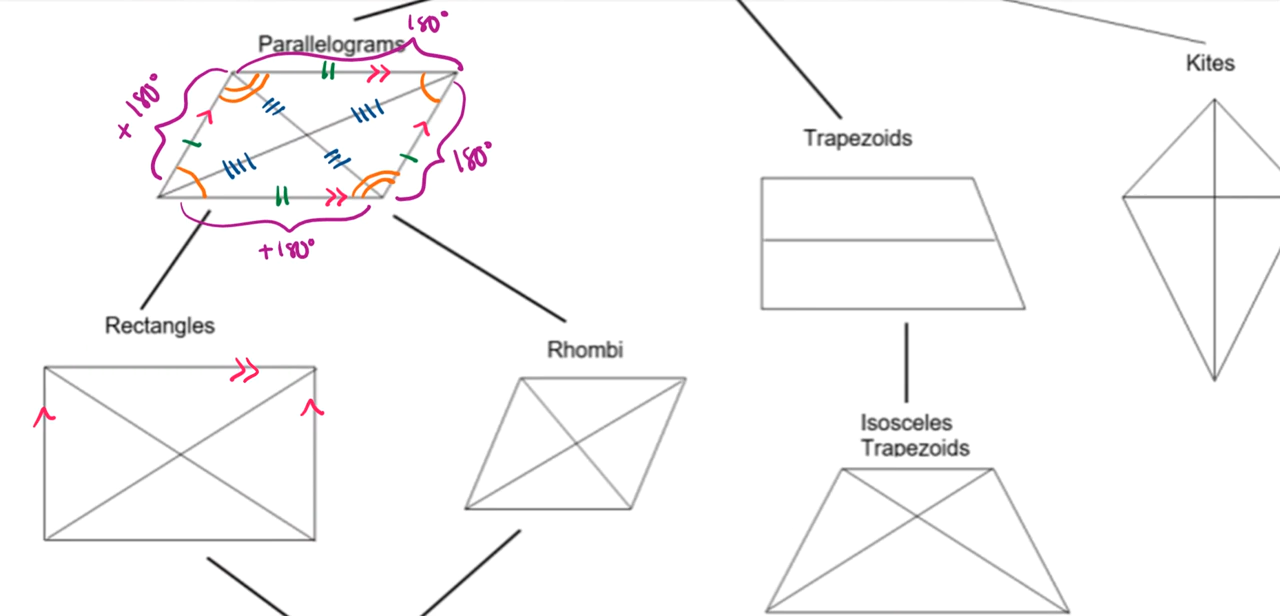 180°
Parallelograms
+ 180°
180°
+180°
Kites
Trapezoids
Rectangles
Rhombi
Isosceles
Trapezoids